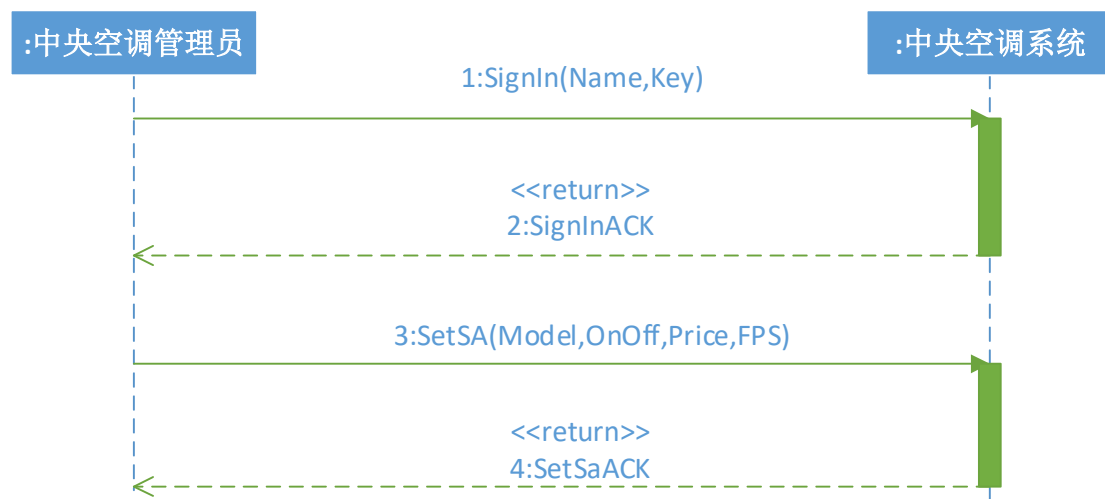 :中央空调管理员
:中央空调系统
1:SignIn(Name,Key)
<<return>>
2:SignInACK
3:SetSA(Model,OnOff,Price,FPS)
<<return>>
4:SetSaACK